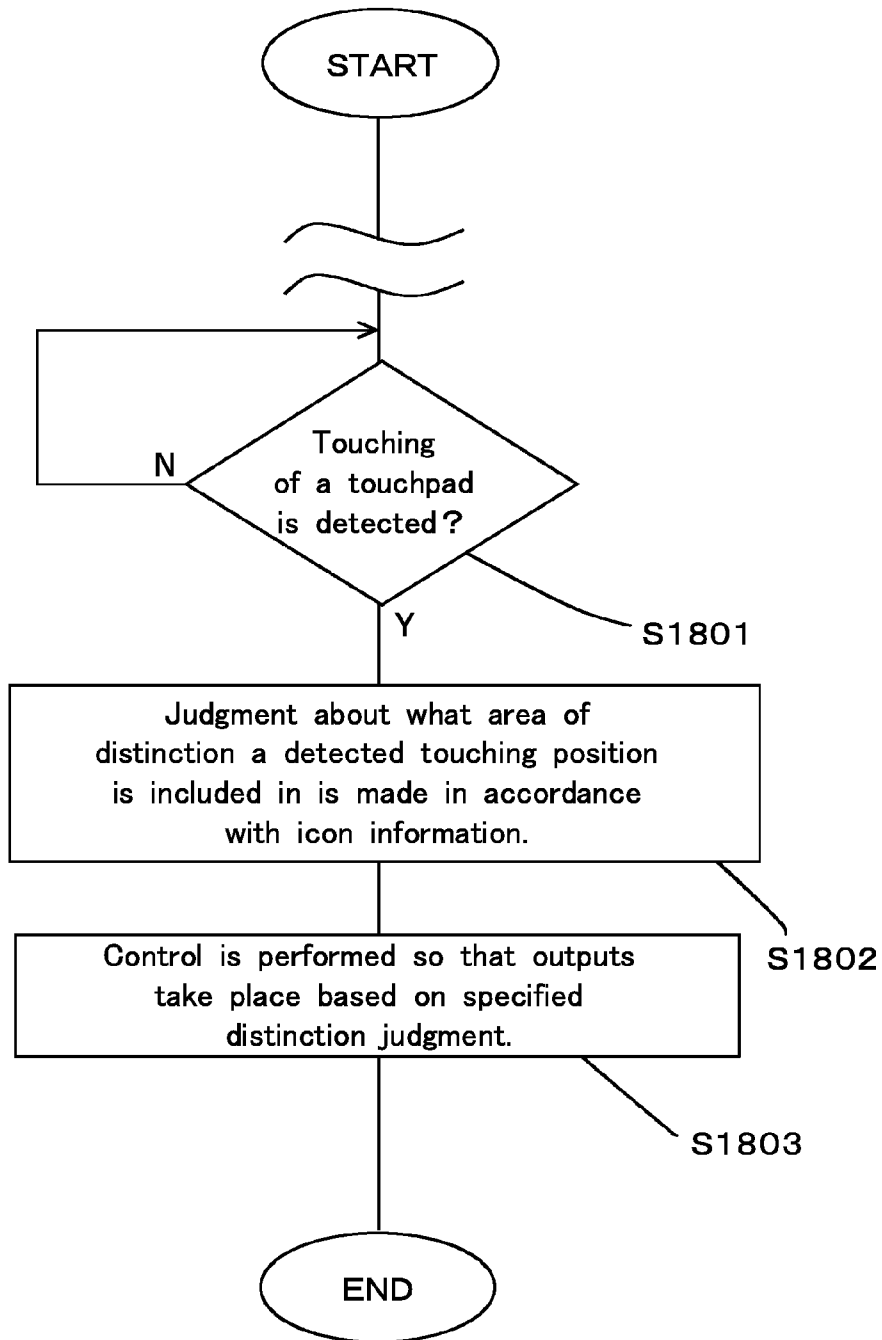 START
Touching
of a touchpad
is detected?
N
Y
S1801
Judgment about what area of
distinction a detected touching position
is included in is made in accordance
with icon information.
S1802
Control is performed so that outputs
take place based on specified
distinction judgment.
S1803
END